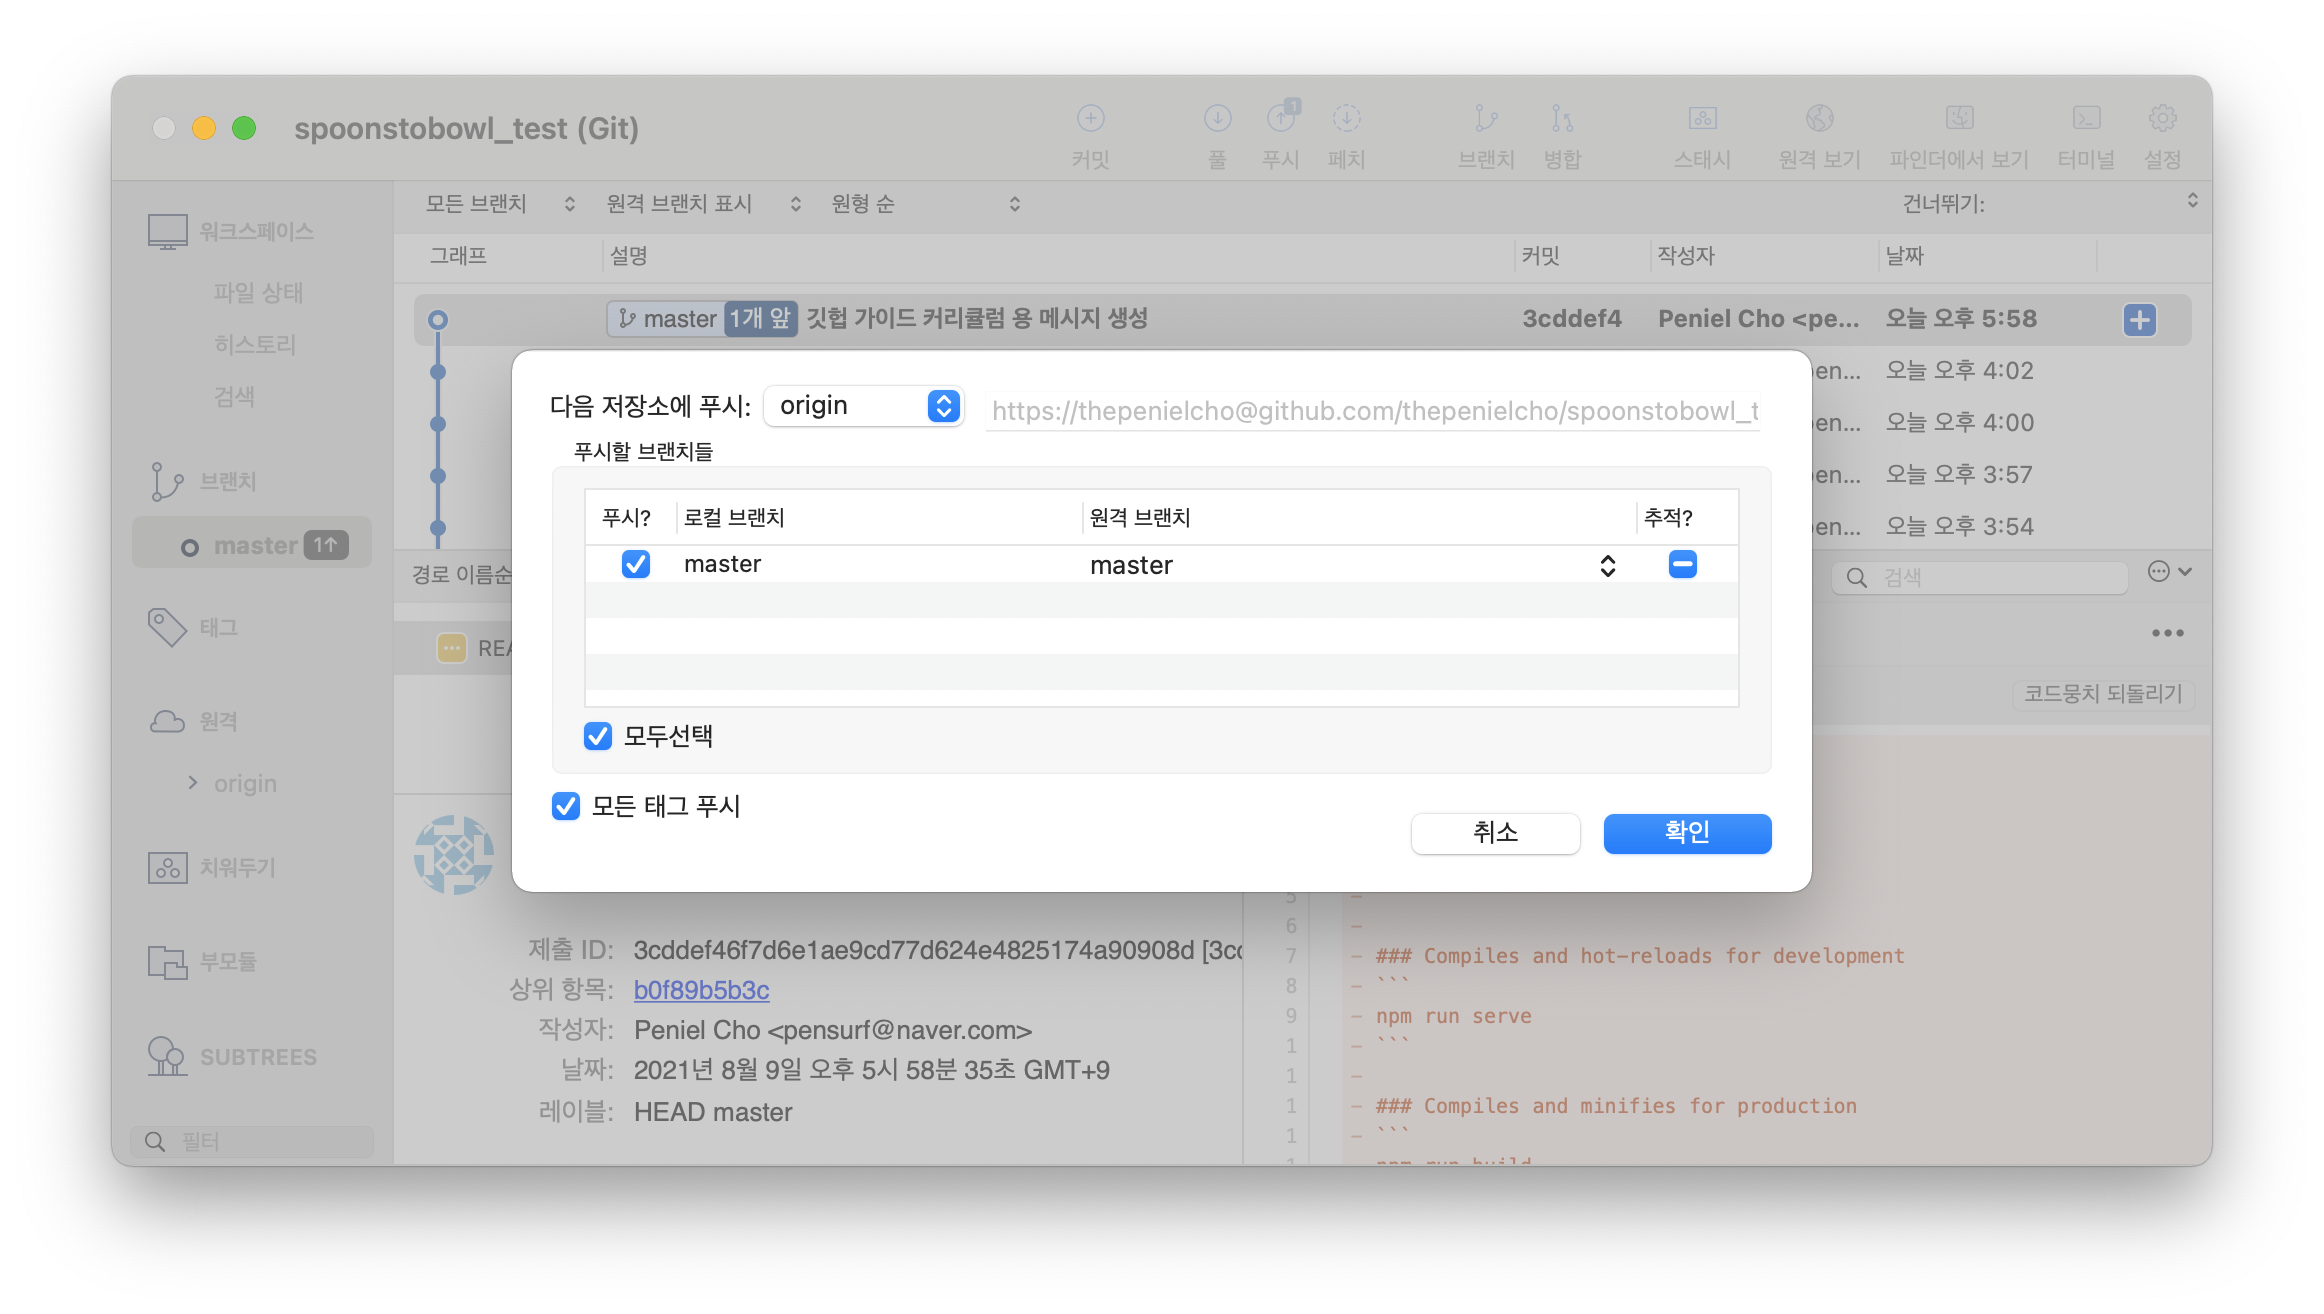 spoonstobowl_test (Git)
커밋
풀
1
푸시
페치
브랜치
병합
스태시
원격 보기
파인더에서 보기
터미널
설정
모든 브랜치
원격 브랜치 표시
원형 순
건너뛰기:
워크스페이스
파일 상태
히스토리
검색
브랜치
master 1↑
태그
원격
origin
치워두기
부모듈
SUBTREES
필터
그래프 설명 커밋 작성자 날짜
master 1개 앞 깃헙 가이드 커리큘럼 용 메시지 생성 3cddef4 Peniel Cho <pe... 오늘 오후 5:58
en... 오늘 오후 4:02
en... 오늘 오후 4:00
en... 오늘 오후 3:57
en... 오늘 오후 3:54
다음 저장소에 푸시: origin https://thepenielcho@github.com/thepenielcho/spoonstobowl_t
푸시할 브랜치들
푸시? 로컬 브랜치 원격 브랜치 추적?
master master
모두선택
모든 태그 푸시
취소
확인
경로 이름순
검색
REA
코드뭉치 되돌리기
제출 ID: 3cddef46f7d6e1ae9cd77d624e4825174a90908d [3cc
상위 항목: b0f89b5b3c
작성자: Peniel Cho <pensurf@naver.com>
날짜: 2021년 8월 9일 오후 5시 58분 35초 GMT+9
레이블: HEAD master
5 -
6 -
7 - ### Compiles and hot-reloads for development
8 - ```
9 - npm run serve
1 - ```
1 -
1 - ### Compiles and minifies for production
1 - ```
1 npm run build